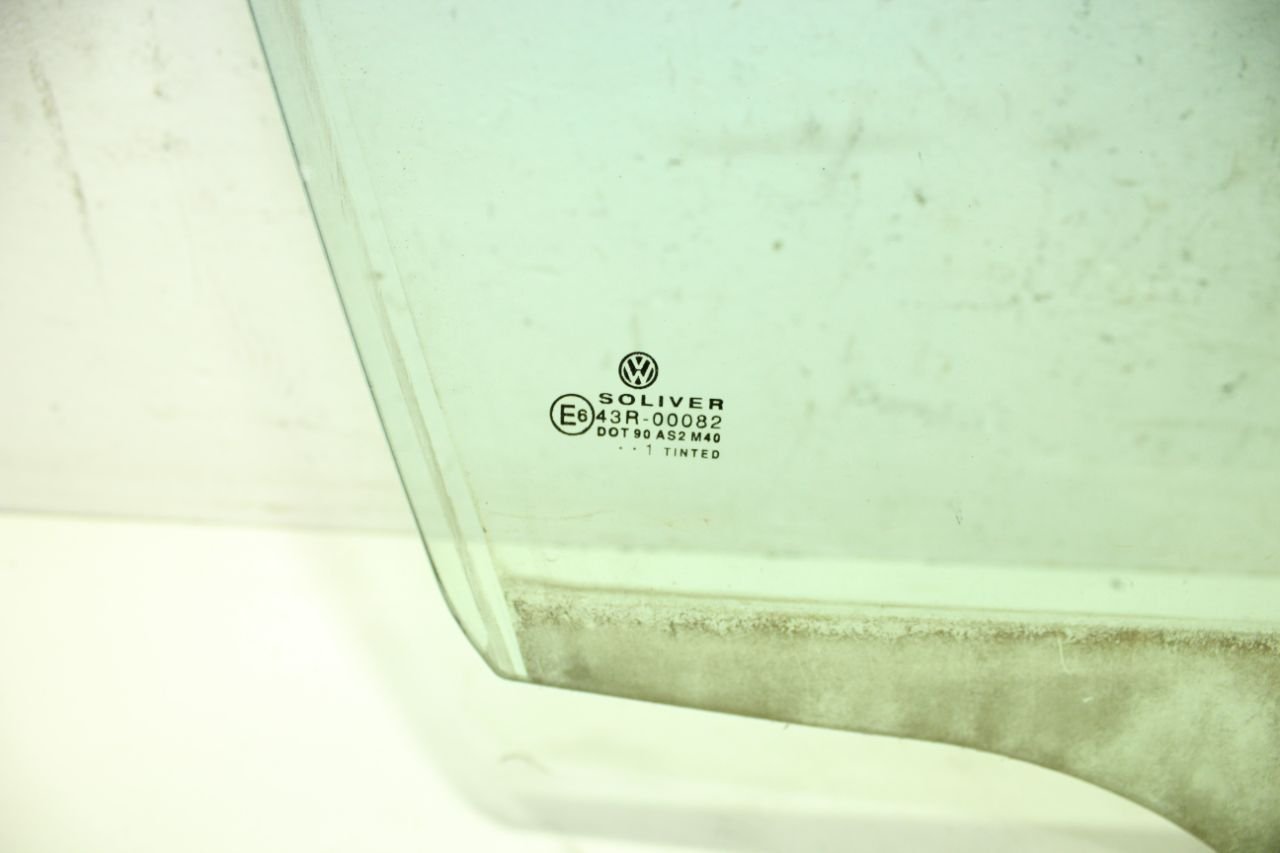 SOLIVER
E6 43R-00082
DOT 90 AS2 M40
··1 TINTED